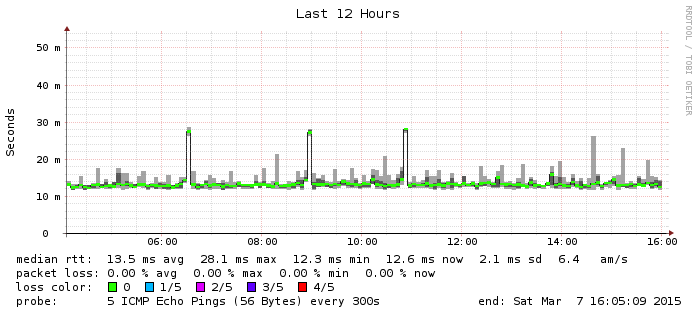 Last 12 Hours
RRDTOOL / TOBI OETIKER
Seconds
50 m
40 m
30 m
20 m
10 m
0
06:00 08:00 10:00 12:00 14:00 16:00
median rtt: 13.5 ms avg 28.1 ms max 12.3 ms min 12.6 ms now 2.1 ms sd 6.4 am/s
packet loss: 0.00 % avg 0.00 % max 0.00 % min 0.00 % now
loss color: 0 1/5 2/5 3/5 4/5
probe: 5 ICMP Echo Pings (56 Bytes) every 300s end: Sat Mar 7 16:05:09 2015